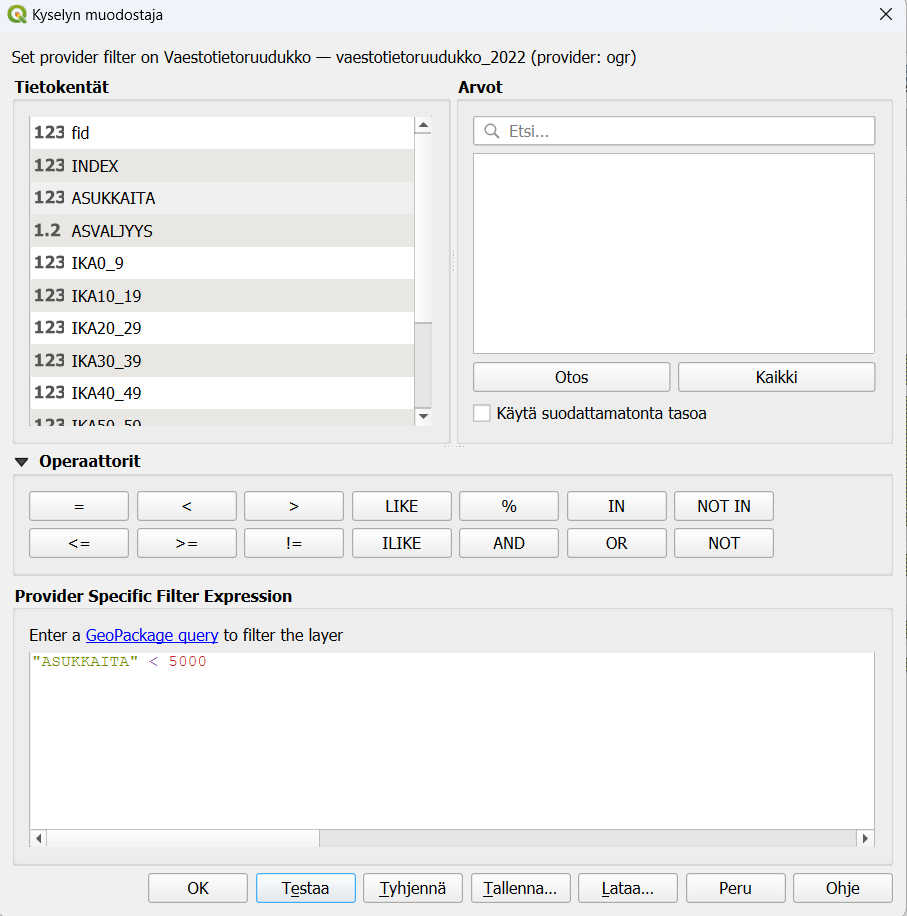 Kyselyn muodostaja
Set provider filter on Vaestotietoruudukko — vaestotietoruudukko_2022 (provider: ogr)
Tietokentät
Arvot
123 fid
123 INDEX
123 ASUKKAITA
1.2 ASVALJYYS
123 IKA0_9
123 IKA10_19
123 IKA20_29
123 IKA30_39
123 IKA40_49
123 IKA50_59
Etsi...
Otos
Kaikki
Käytä suodattamatonta tasoa
Operaattorit
= < > LIKE % IN NOT IN
<= >= != ILIKE AND OR NOT
Provider Specific Filter Expression
Enter a GeoPackage query to filter the layer
"ASUKKAITA" < 5000
OK Testaa Tyhjennä Tallenna... Lataa... Peru Ohje